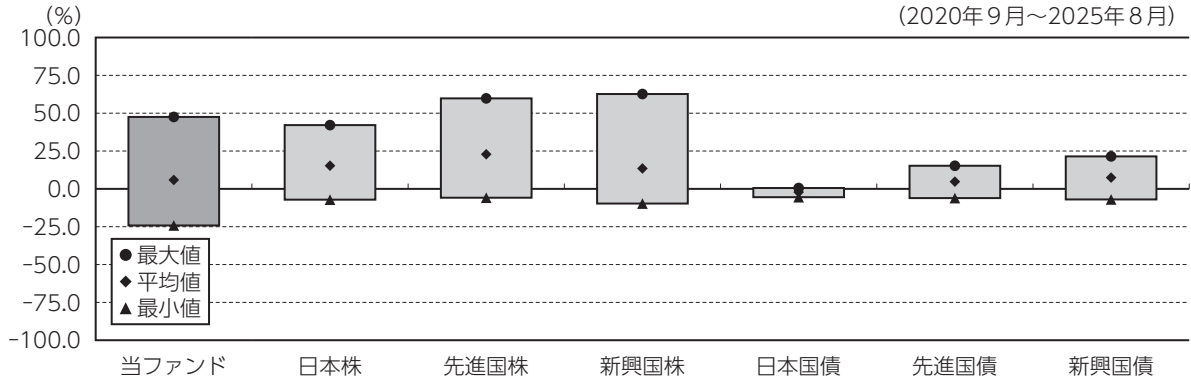 (%)
(2020年9月～2025年8月)
100.0
75.0
50.0
25.0
0.0
-25.0
-50.0
-75.0
-100.0
●最大値
◆平均値
▲最小値
当ファンド 日本株 先進国株 新興国株 日本国債 先進国債 新興国債